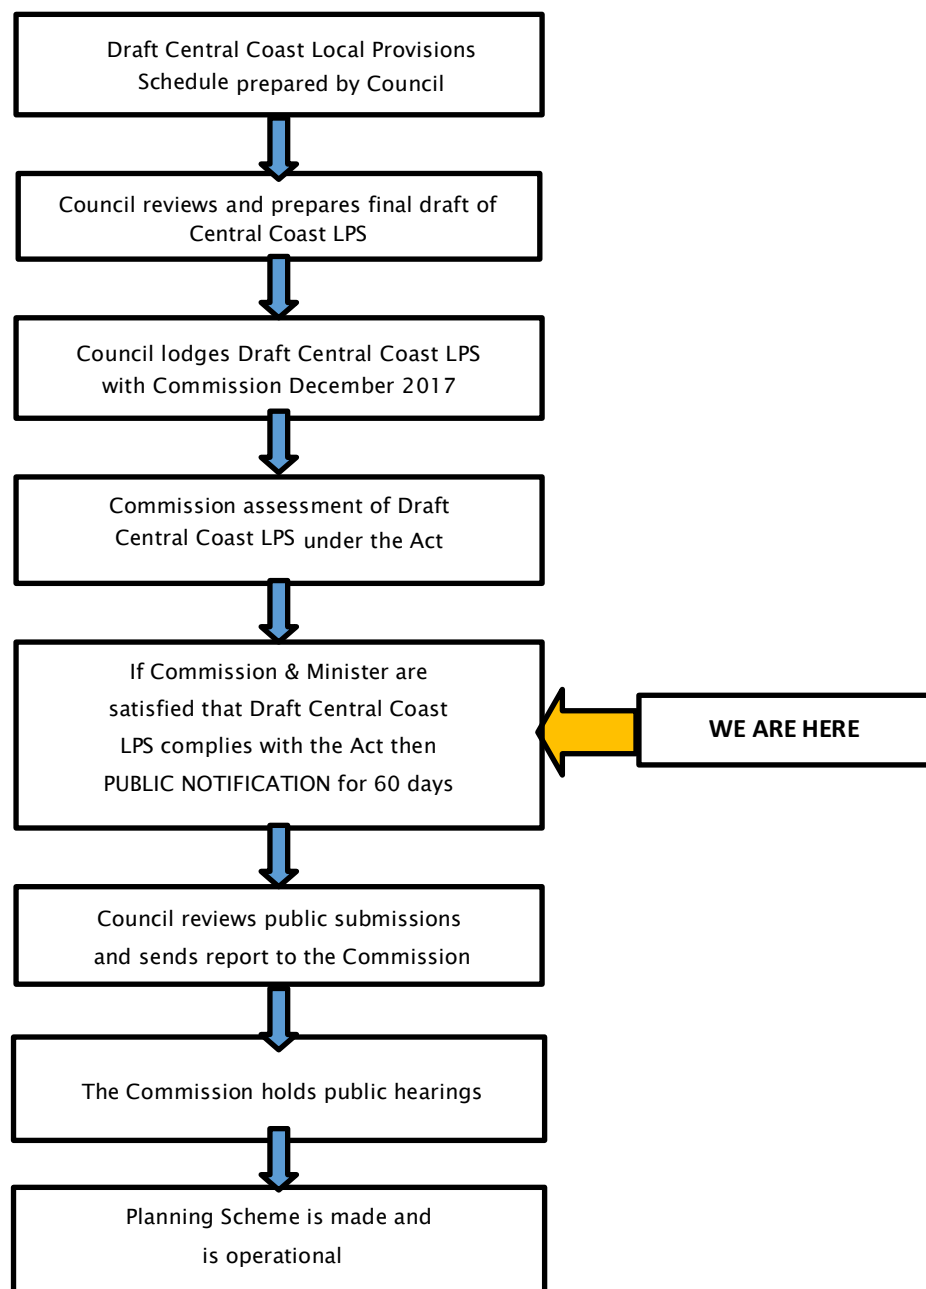 Draft Central Coast Local Provisions
Schedule prepared by Council
Council reviews and prepares final draft of
Central Coast LPS
Council lodges Draft Central Coast LPS
with Commission December 2017
Commission assessment of Draft
Central Coast LPS under the Act
If Commission & Minister are
satisfied that Draft Central Coast
LPS complies with the Act then
PUBLIC NOTIFICATION for 60 days
WE ARE HERE
Council reviews public submissions
and sends report to the Commission
The Commission holds public hearings
Planning Scheme is made and
is operational